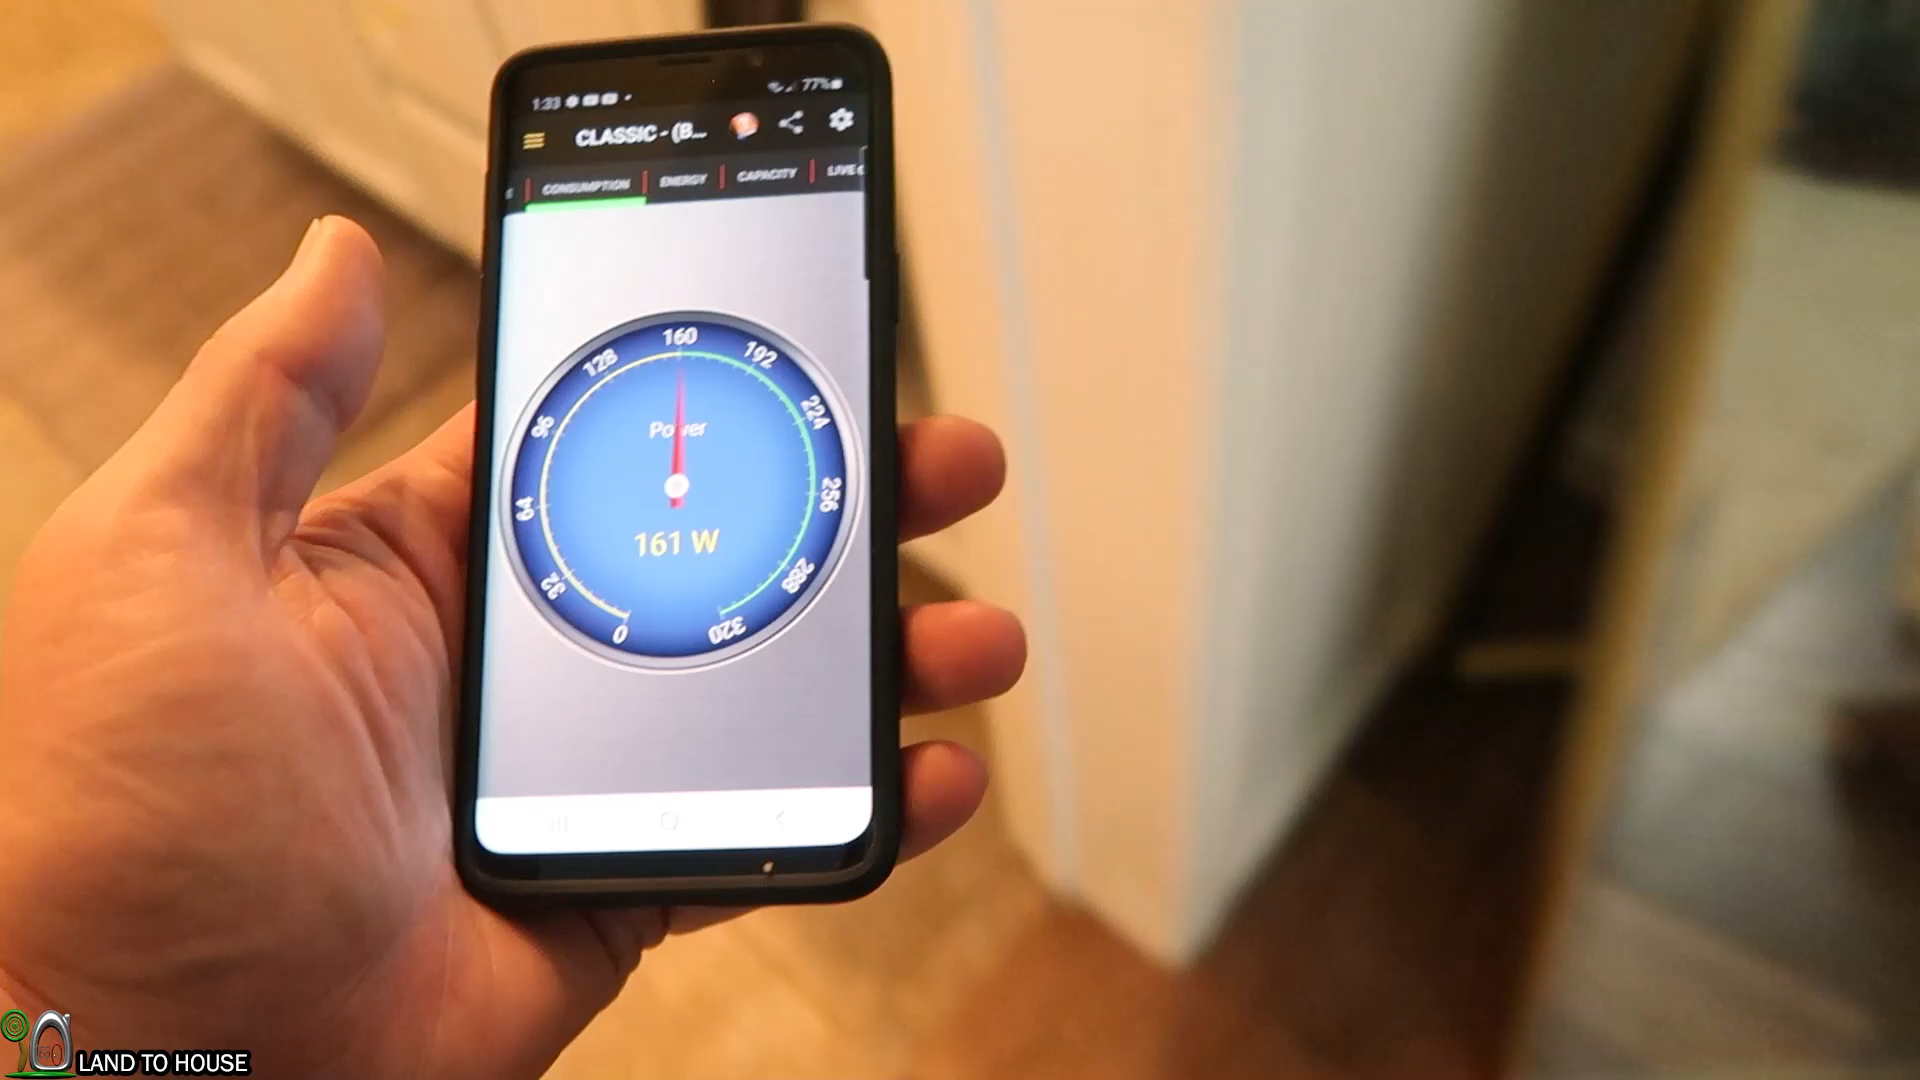 1:33 77%
CLASSIC - (B...
CONSUMPTION ENERGY CAPACITY LIVE
160
128 192
96 224
64 256
Power
161 W
32 288
0 320
LAND TO HOUSE